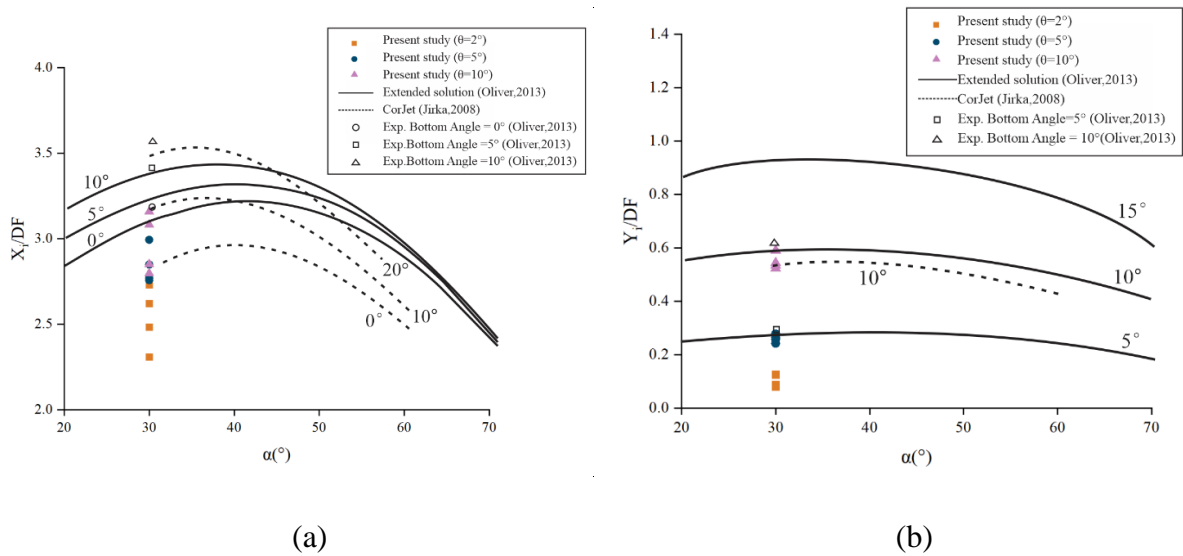 Present study (θ=2°)
Present study (θ=5°)
Present study (θ=10°)
Extended solution (Oliver,2013)
CorJet (Jirka,2008)
Exp. Bottom Angle = 0° (Oliver,2013)
Exp.Bottom Angle =5° (Oliver,2013)
Exp.Bottom Angle =10° (Oliver,2013)
4.0
3.5
3.0
2.5
2.0
Xi/DF
10°
5°
0°
20°
10°
0°
20
30
40
50
60
70
α(°)
(a)
Present study (θ=2°)
Present study (θ=5°)
Present study (θ=10°)
Extended solution (Oliver,2013)
CorJet (Jirka,2008)
Exp. Bottom Angle=5° (Oliver,2013)
Exp. Bottom Angle = 10°(Oliver,2013)
1.4
1.2
1.0
0.8
0.6
0.4
0.2
0.0
Yi/DF
15°
10°
10°
5°
20
30
40
50
60
70
α(°)
(b)